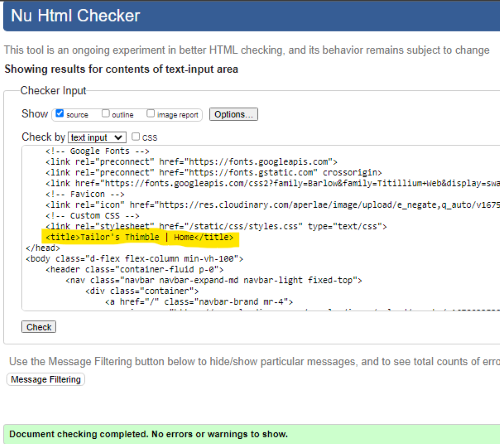 Nu Html Checker
This tool is an ongoing experiment in better HTML checking, and its behavior remains subject to change
Showing results for contents of text-input area
Checker Input
Show source outline image report Options...
Check by text input CSS
<!-- Google Fonts -->
<link rel="preconnect" href="https://fonts.googleapis.com">
<link rel="preconnect" href="https://fonts.gstatic.com" crossorigin>
<link href="https://fonts.googleapis.com/css2?family=Barlow&family=Titillium+Web&display=swa
<!-- Favicon -->
<link rel="icon" href="https://res.cloudinary.com/aperlae/image/upload/e_negate,q_auto/v1675
<!-- Custom CSS -->
<link rel="stylesheet" href="/static/css/styles.css" type="text/css">
<title>Tailor's Thimble | Home</title>
</head>
<body class="d-flex flex-column min-vh-100">
<header class="container-fluid p-0">
<nav class="navbar navbar-expand-md navbar-light fixed-top">
<div class="container">
<a href="/" class="navbar-brand mr-4">
Check
Use the Message Filtering button below to hide/show particular messages, and to see total counts of erro
Message Filtering
Document checking completed. No errors or warnings to show.